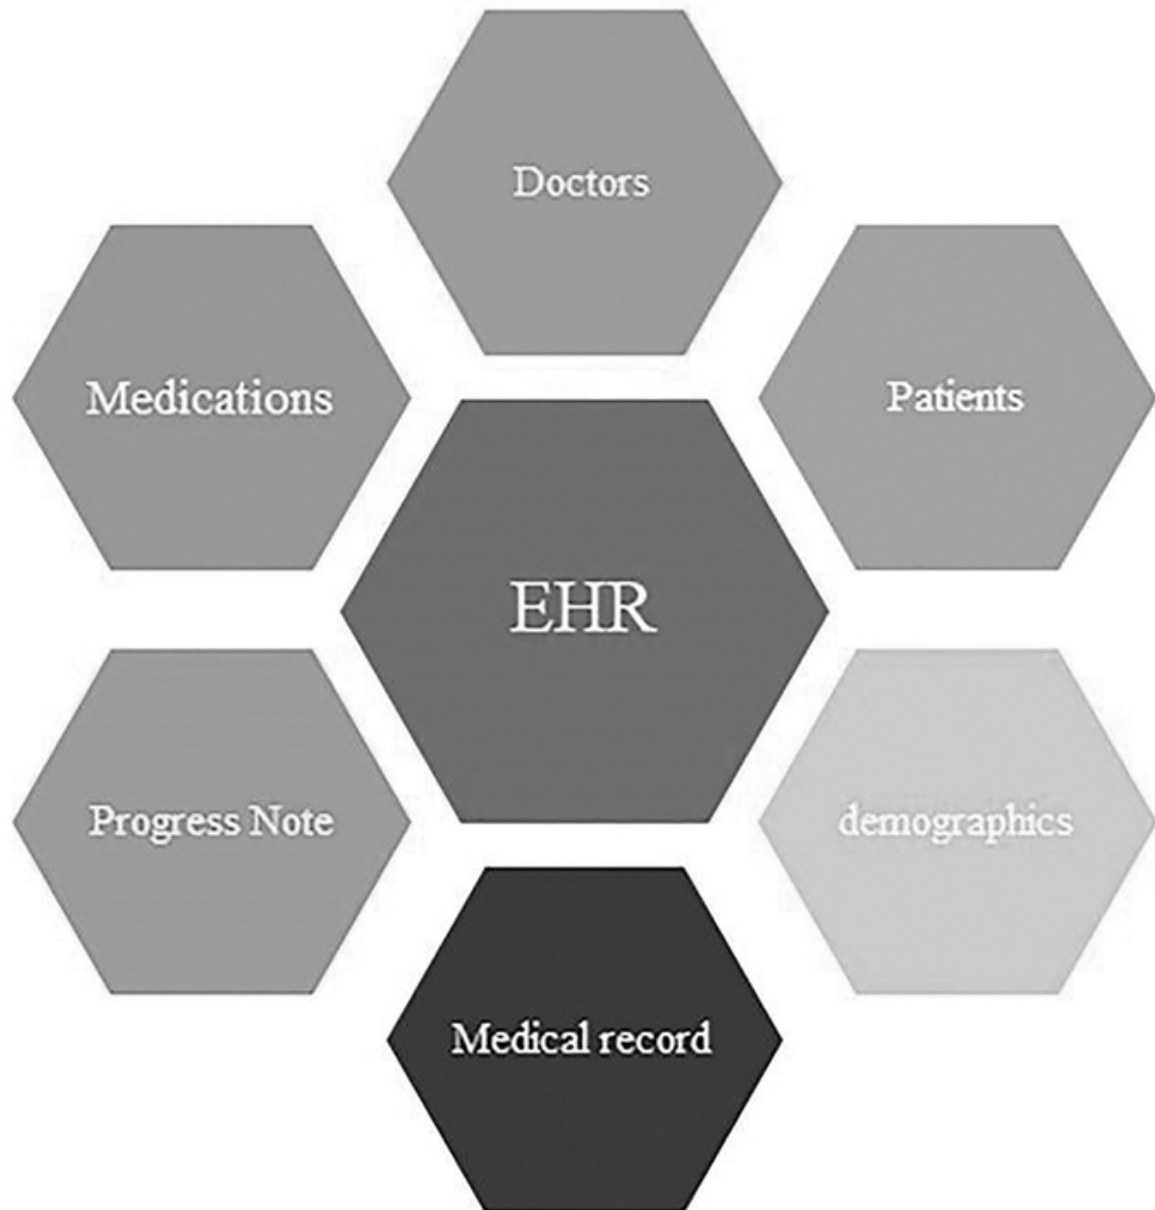 Doctors
Medications
Patients
EHR
Progress Note
demographics
Medical record